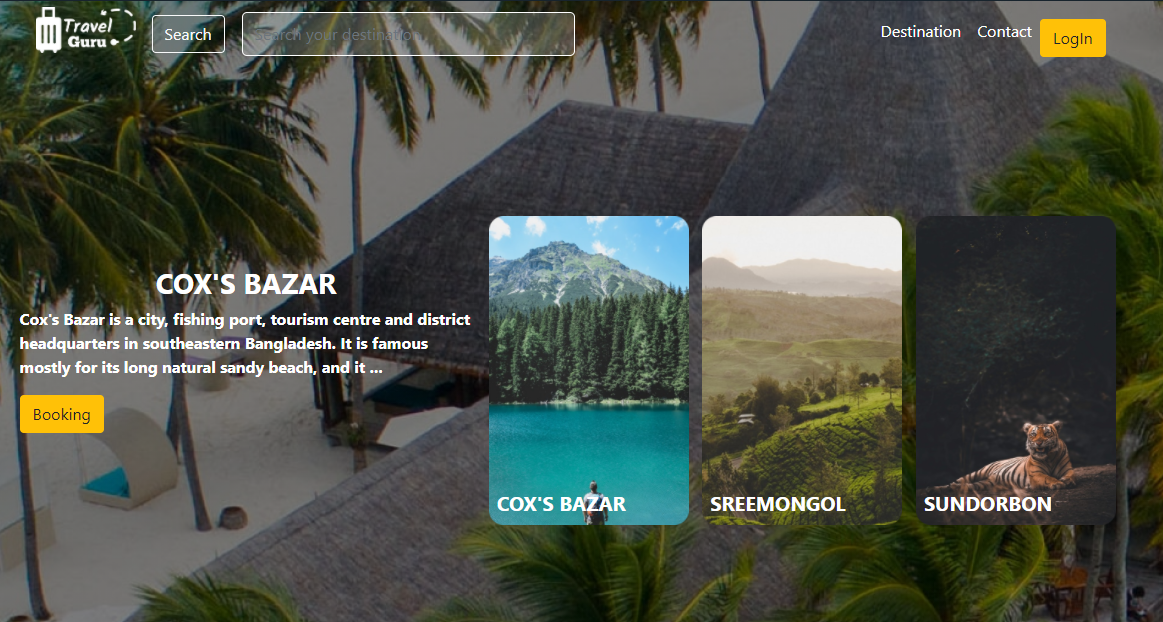 Travel
Guru
Search
Search your destination
Destination
Contact
LogIn
COX'S BAZAR
Cox's Bazar is a city, fishing port, tourism centre and district
headquarters in southeastern Bangladesh. It is famous
mostly for its long natural sandy beach, and it ...
Booking
COX'S BAZAR
SREEMONGOL
SUNDORBON